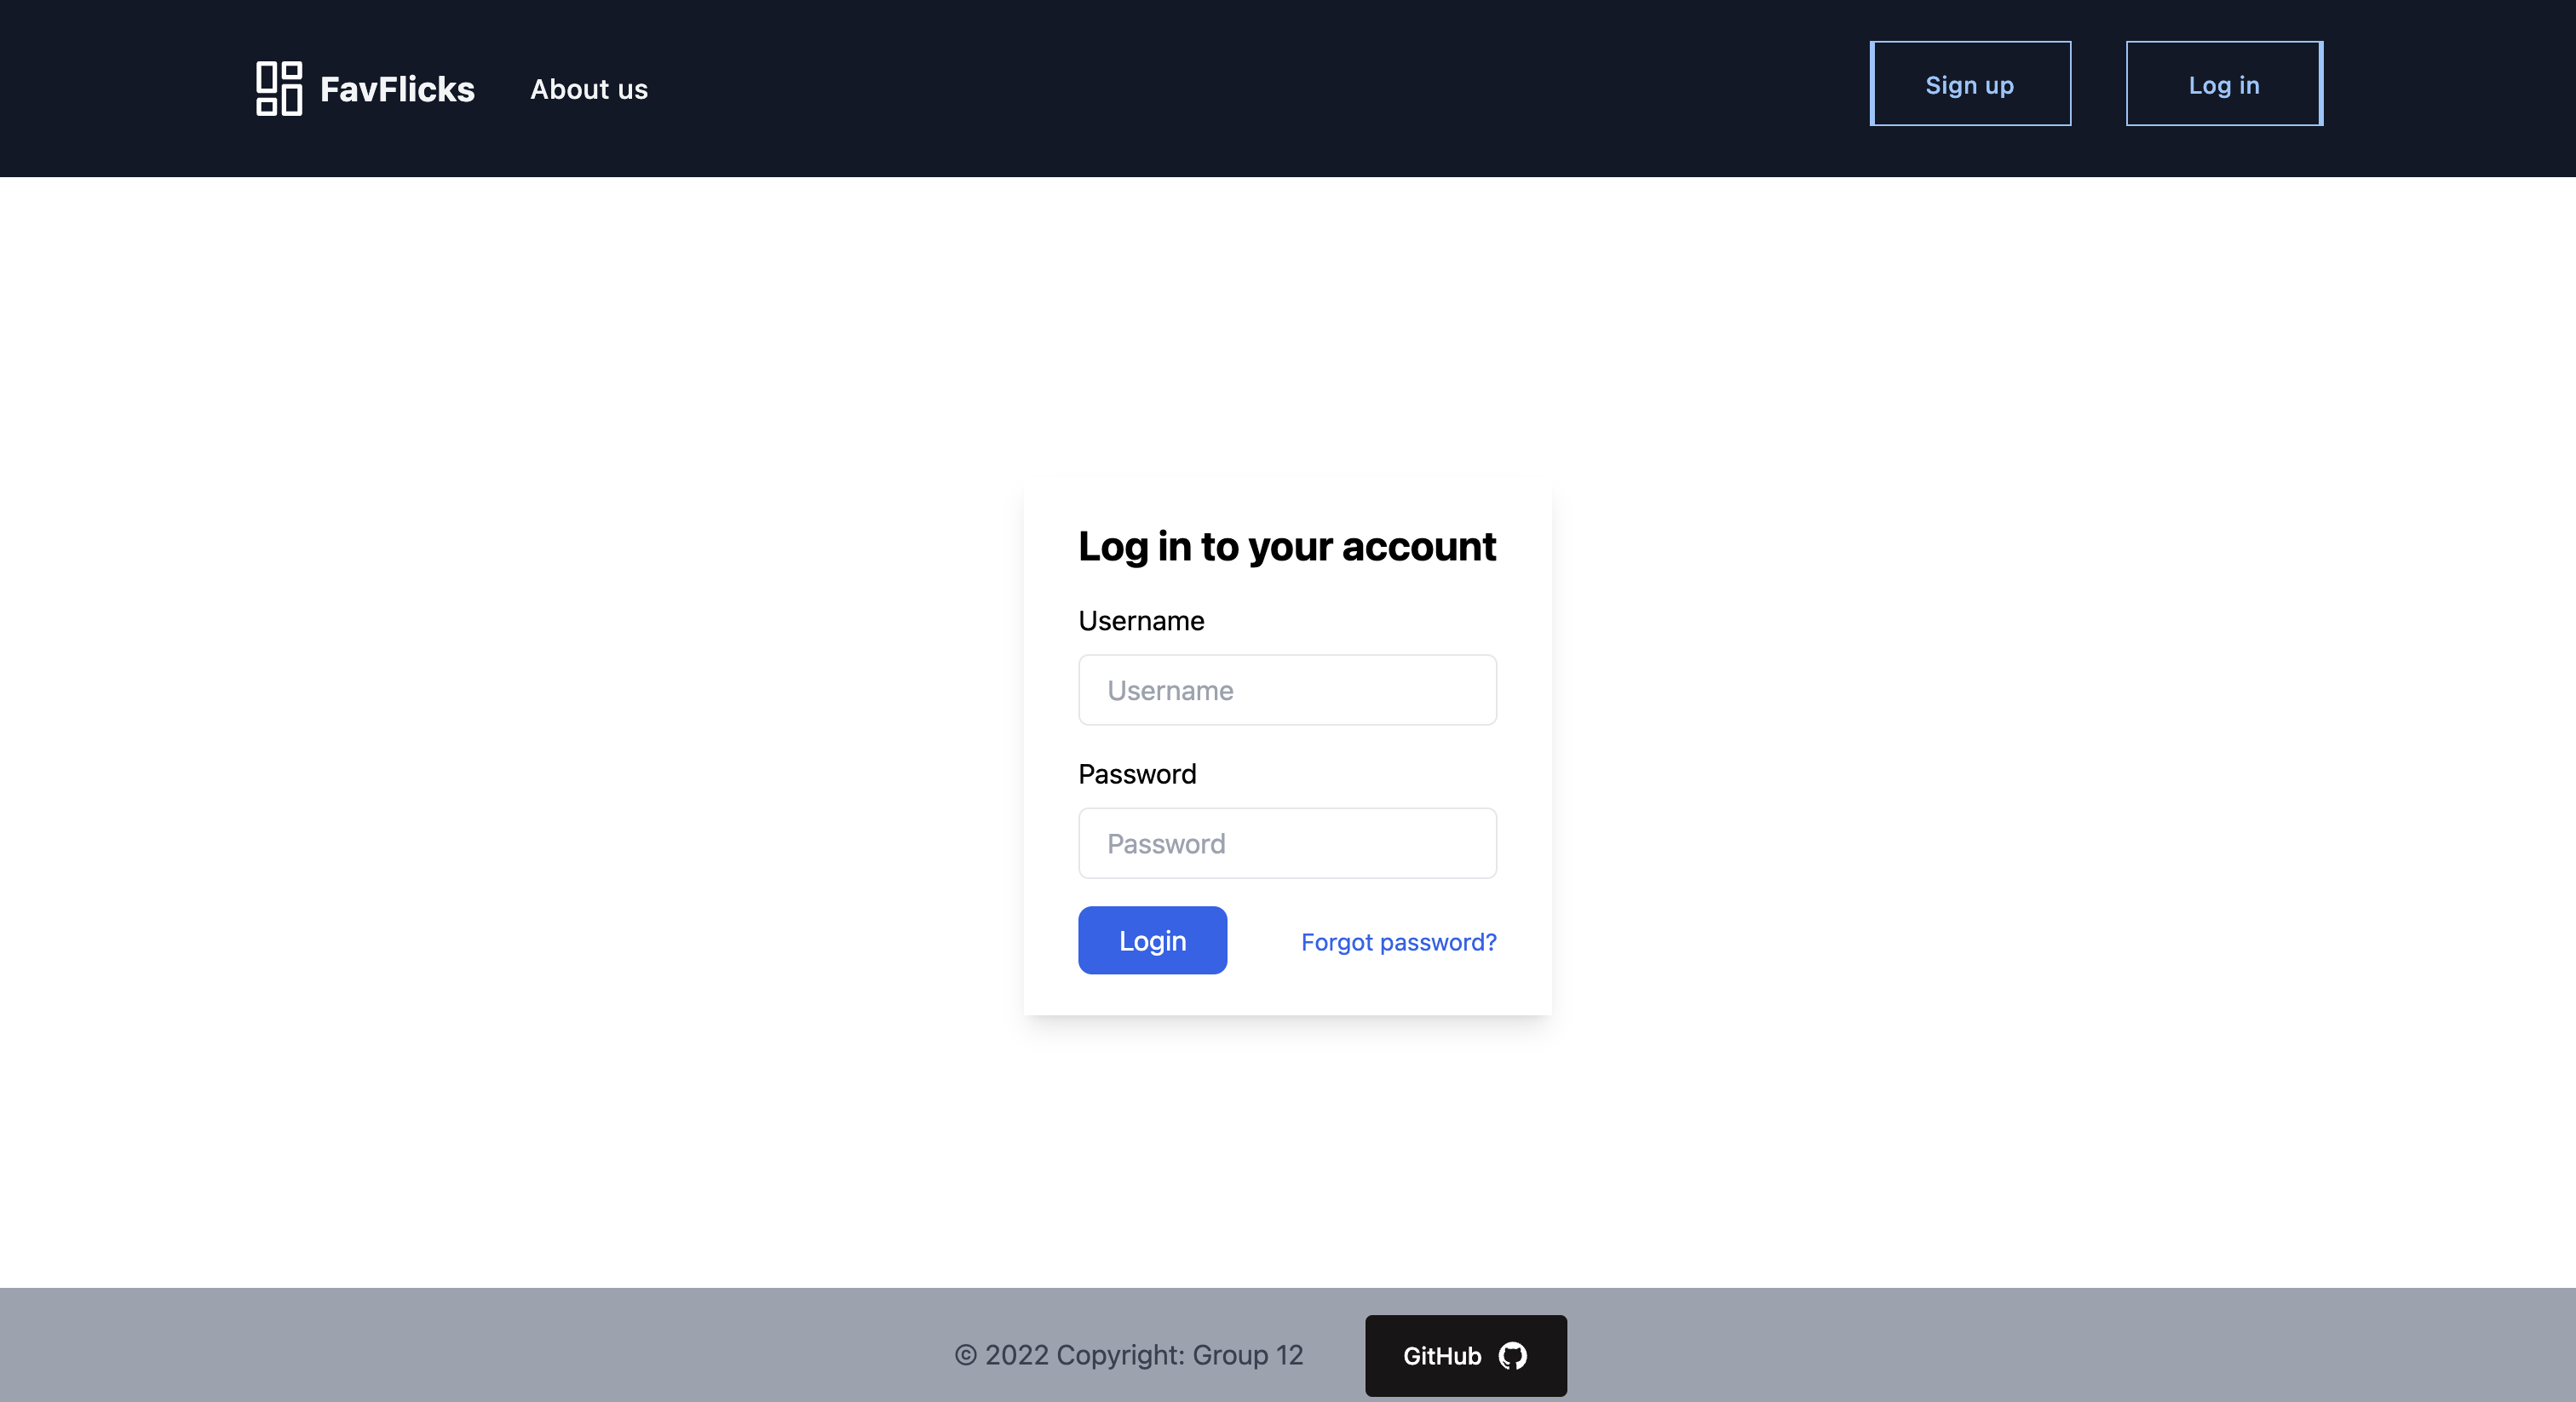 FavFlicks
About us
Sign up
Log in
Log in to your account
Username
Username
Password
Password
Login
Forgot password?
© 2022 Copyright: Group 12
GitHub